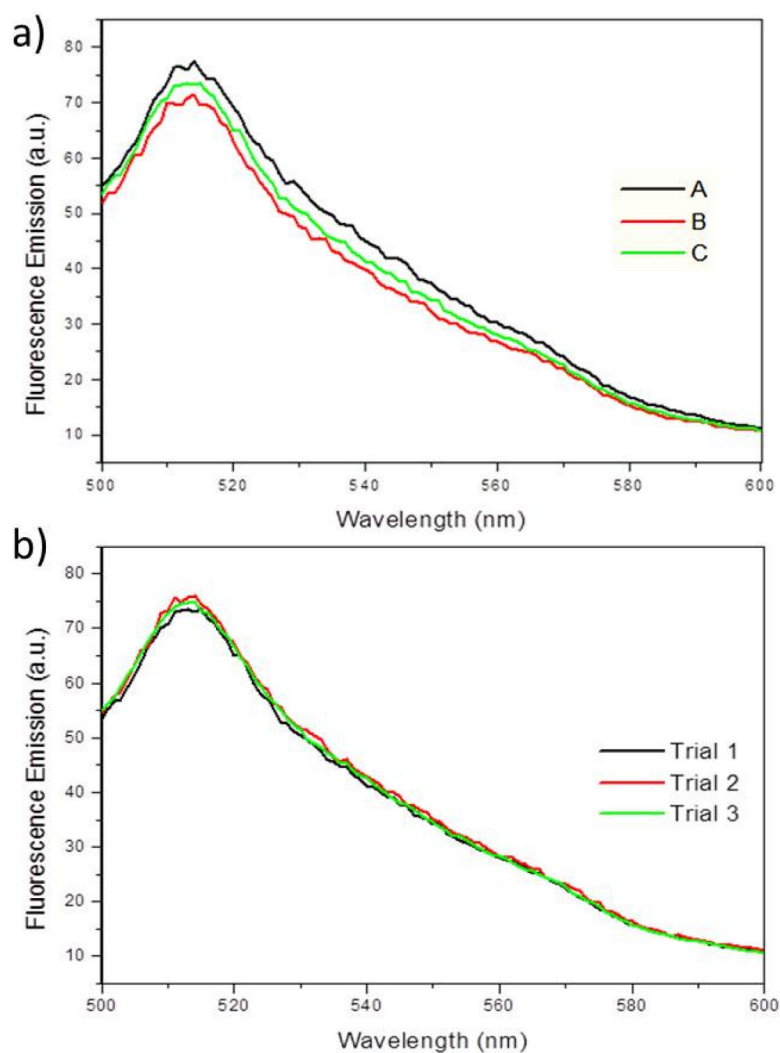 a)
80
70
60
50
40
30
20
10
Fluorescence Emission (a.u.)
A
B
C
500 520 540 560 580 600
Wavelength (nm)
b)
80
70
60
50
40
30
20
10
Fluorescence Emission (a.u.)
Trial 1
Trial 2
Trial 3
500 520 540 560 580 600
Wavelength (nm)